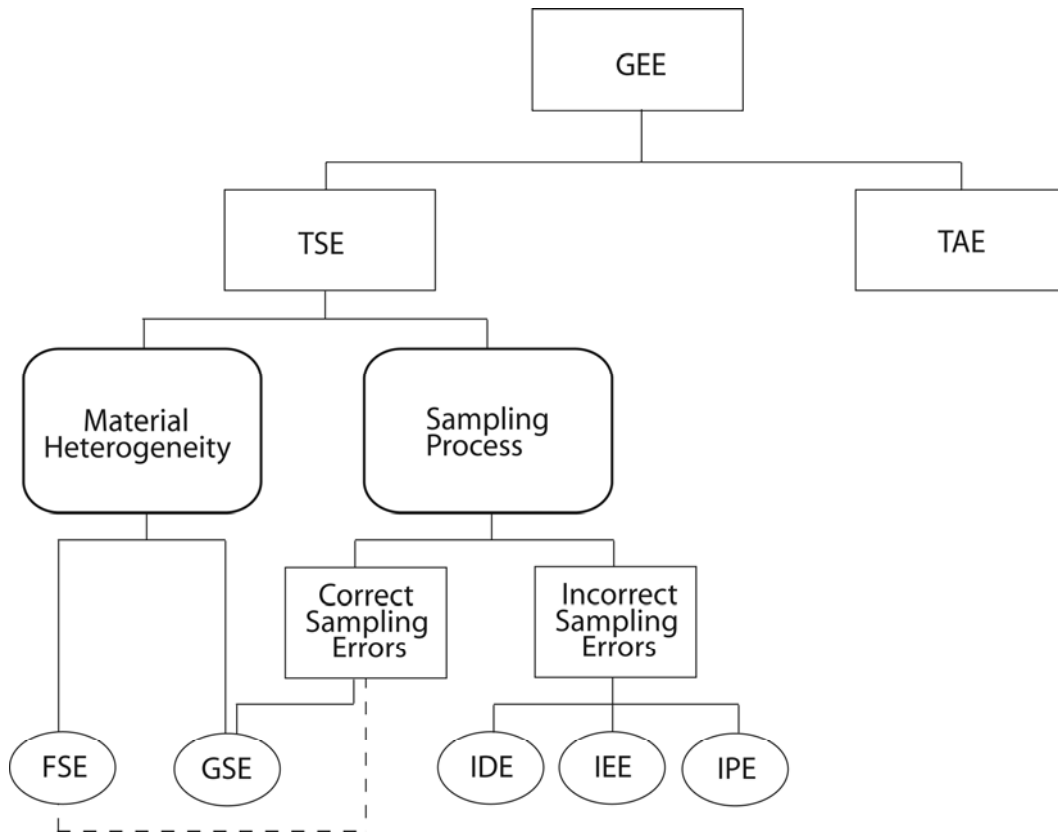 GEE
TSE
TAE
Material
Heterogeneity
Sampling
Process
Correct
Sampling
Errors
Incorrect
Sampling
Errors
FSE
GSE
IDE
IEE
IPE